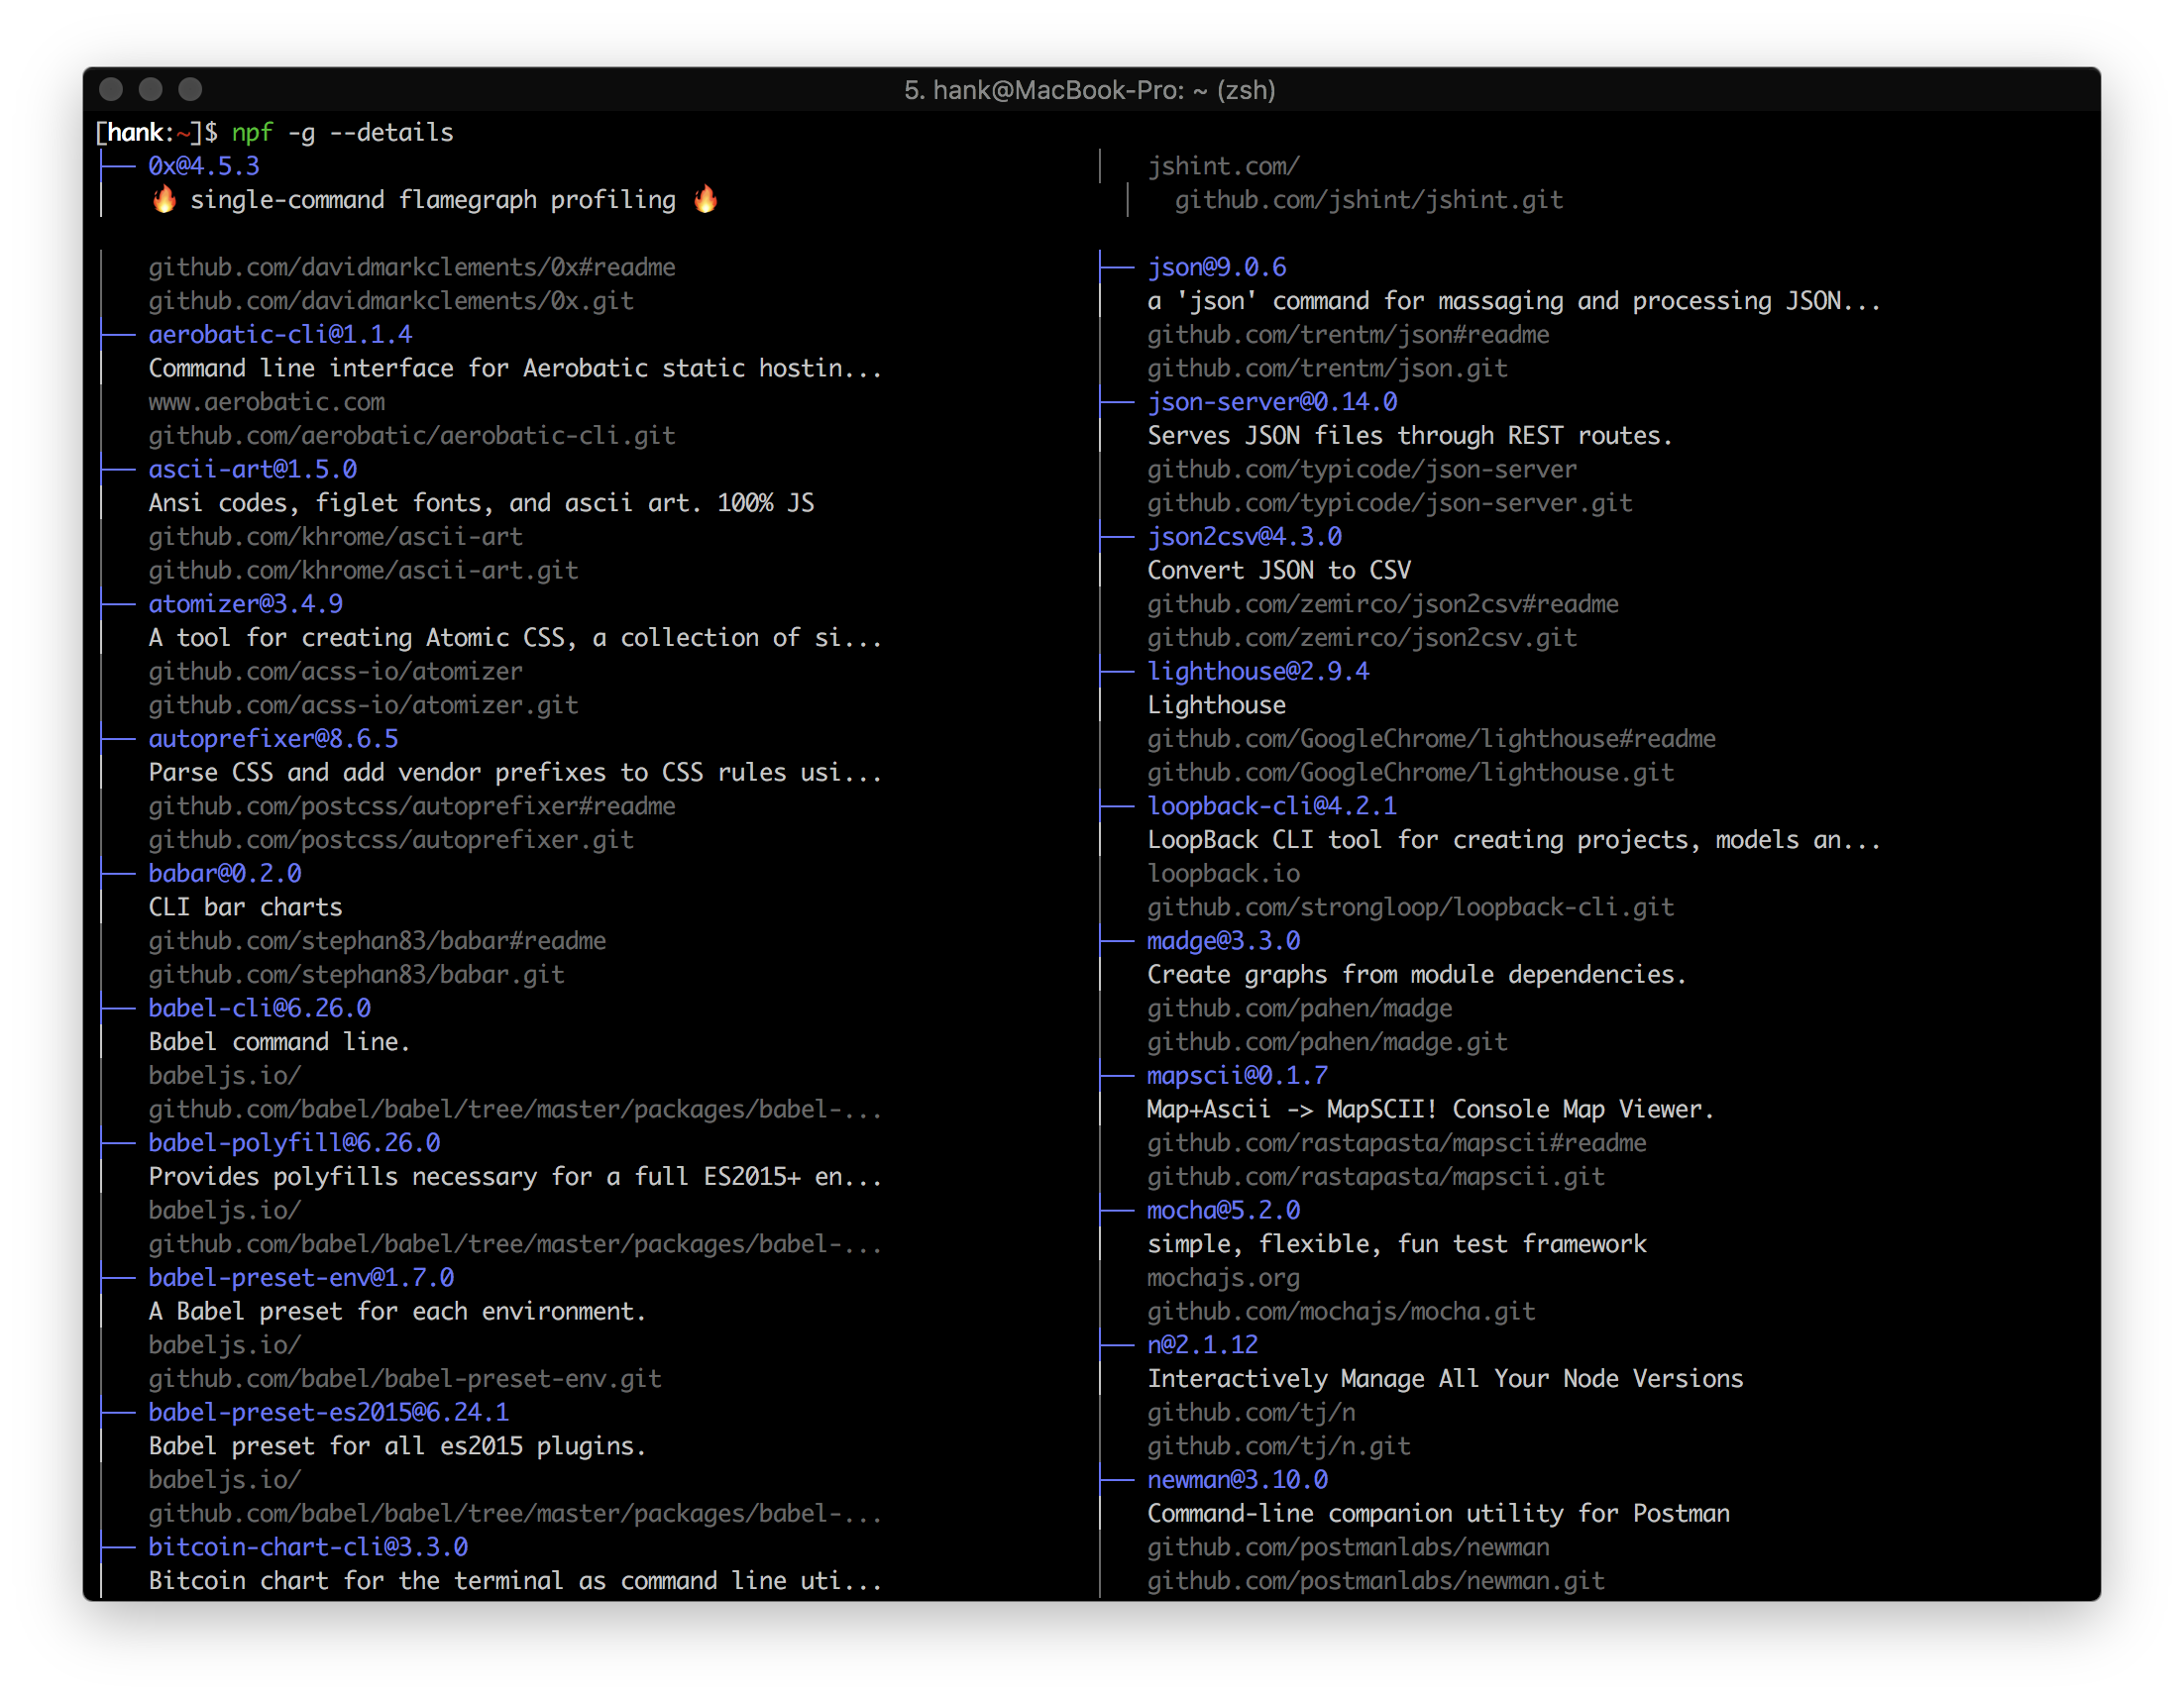 5. hank@MacBook-Pro: ~ (zsh)
[hank:~]$ npf -g --details
├── 0x@4.5.3
│   🔥 single-command flamegraph profiling 🔥
│   github.com/davidmarkclements/0x#readme
│   github.com/davidmarkclements/0x.git
├── aerobatic-cli@1.1.4
│   Command line interface for Aerobatic static hostin...
│   www.aerobatic.com
│   github.com/aerobatic/aerobatic-cli.git
├── ascii-art@1.5.0
│   Ansi codes, figlet fonts, and ascii art. 100% JS
│   github.com/khrome/ascii-art
│   github.com/khrome/ascii-art.git
├── atomizer@3.4.9
│   A tool for creating Atomic CSS, a collection of si...
│   github.com/acss-io/atomizer
│   github.com/acss-io/atomizer.git
├── autoprefixer@8.6.5
│   Parse CSS and add vendor prefixes to CSS rules usi...
│   github.com/postcss/autoprefixer#readme
│   github.com/postcss/autoprefixer.git
├── babar@0.2.0
│   CLI bar charts
│   github.com/stephan83/babar#readme
│   github.com/stephan83/babar.git
├── babel-cli@6.26.0
│   Babel command line.
│   babeljs.io/
│   github.com/babel/babel/tree/master/packages/babel-...
├── babel-polyfill@6.26.0
│   Provides polyfills necessary for a full ES2015+ en...
│   babeljs.io/
│   github.com/babel/babel/tree/master/packages/babel-...
├── babel-preset-env@1.7.0
│   A Babel preset for each environment.
│   babeljs.io/
│   github.com/babel/babel-preset-env.git
├── babel-preset-es2015@6.24.1
│   Babel preset for all es2015 plugins.
│   babeljs.io/
│   github.com/babel/babel/tree/master/packages/babel-...
├── bitcoin-chart-cli@3.3.0
│   Bitcoin chart for the terminal as command line uti...
│   jshint.com/
│   github.com/jshint/jshint.git
├── json@9.0.6
│   a 'json' command for massaging and processing JSON...
│   github.com/trentm/json#readme
│   github.com/trentm/json.git
├── json-server@0.14.0
│   Serves JSON files through REST routes.
│   github.com/typicode/json-server
│   github.com/typicode/json-server.git
├── json2csv@4.3.0
│   Convert JSON to CSV
│   github.com/zemirco/json2csv#readme
│   github.com/zemirco/json2csv.git
├── lighthouse@2.9.4
│   Lighthouse
│   github.com/GoogleChrome/lighthouse#readme
│   github.com/GoogleChrome/lighthouse.git
├── loopback-cli@4.2.1
│   LoopBack CLI tool for creating projects, models an...
│   loopback.io
│   github.com/strongloop/loopback-cli.git
├── madge@3.3.0
│   Create graphs from module dependencies.
│   github.com/pahen/madge
│   github.com/pahen/madge.git
├── mapscii@0.1.7
│   Map+Ascii -> MapSCII! Console Map Viewer.
│   github.com/rastapasta/mapscii#readme
│   github.com/rastapasta/mapscii.git
├── mocha@5.2.0
│   simple, flexible, fun test framework
│   mochajs.org
│   github.com/mochajs/mocha.git
├── n@2.1.12
│   Interactively Manage All Your Node Versions
│   github.com/tj/n
│   github.com/tj/n.git
├── newman@3.10.0
│   Command-line companion utility for Postman
│   github.com/postmanlabs/newman
│   github.com/postmanlabs/newman.git